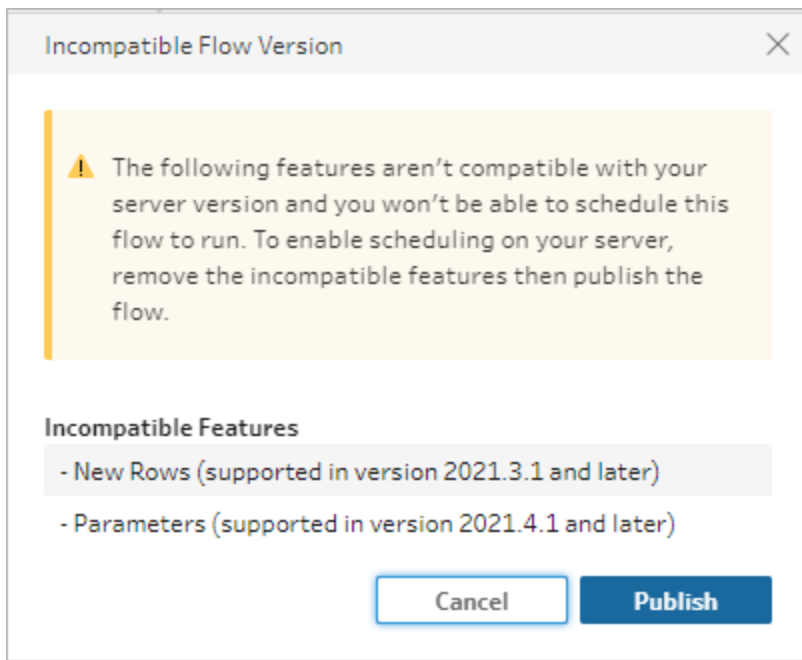 Incompatible Flow Version
The following features aren't compatible with your
server version and you won't be able to schedule this
flow to run. To enable scheduling on your server,
remove the incompatible features then publish the
flow.
Incompatible Features
- New Rows (supported in version 2021.3.1 and later)
- Parameters (supported in version 2021.4.1 and later)
Cancel
Publish